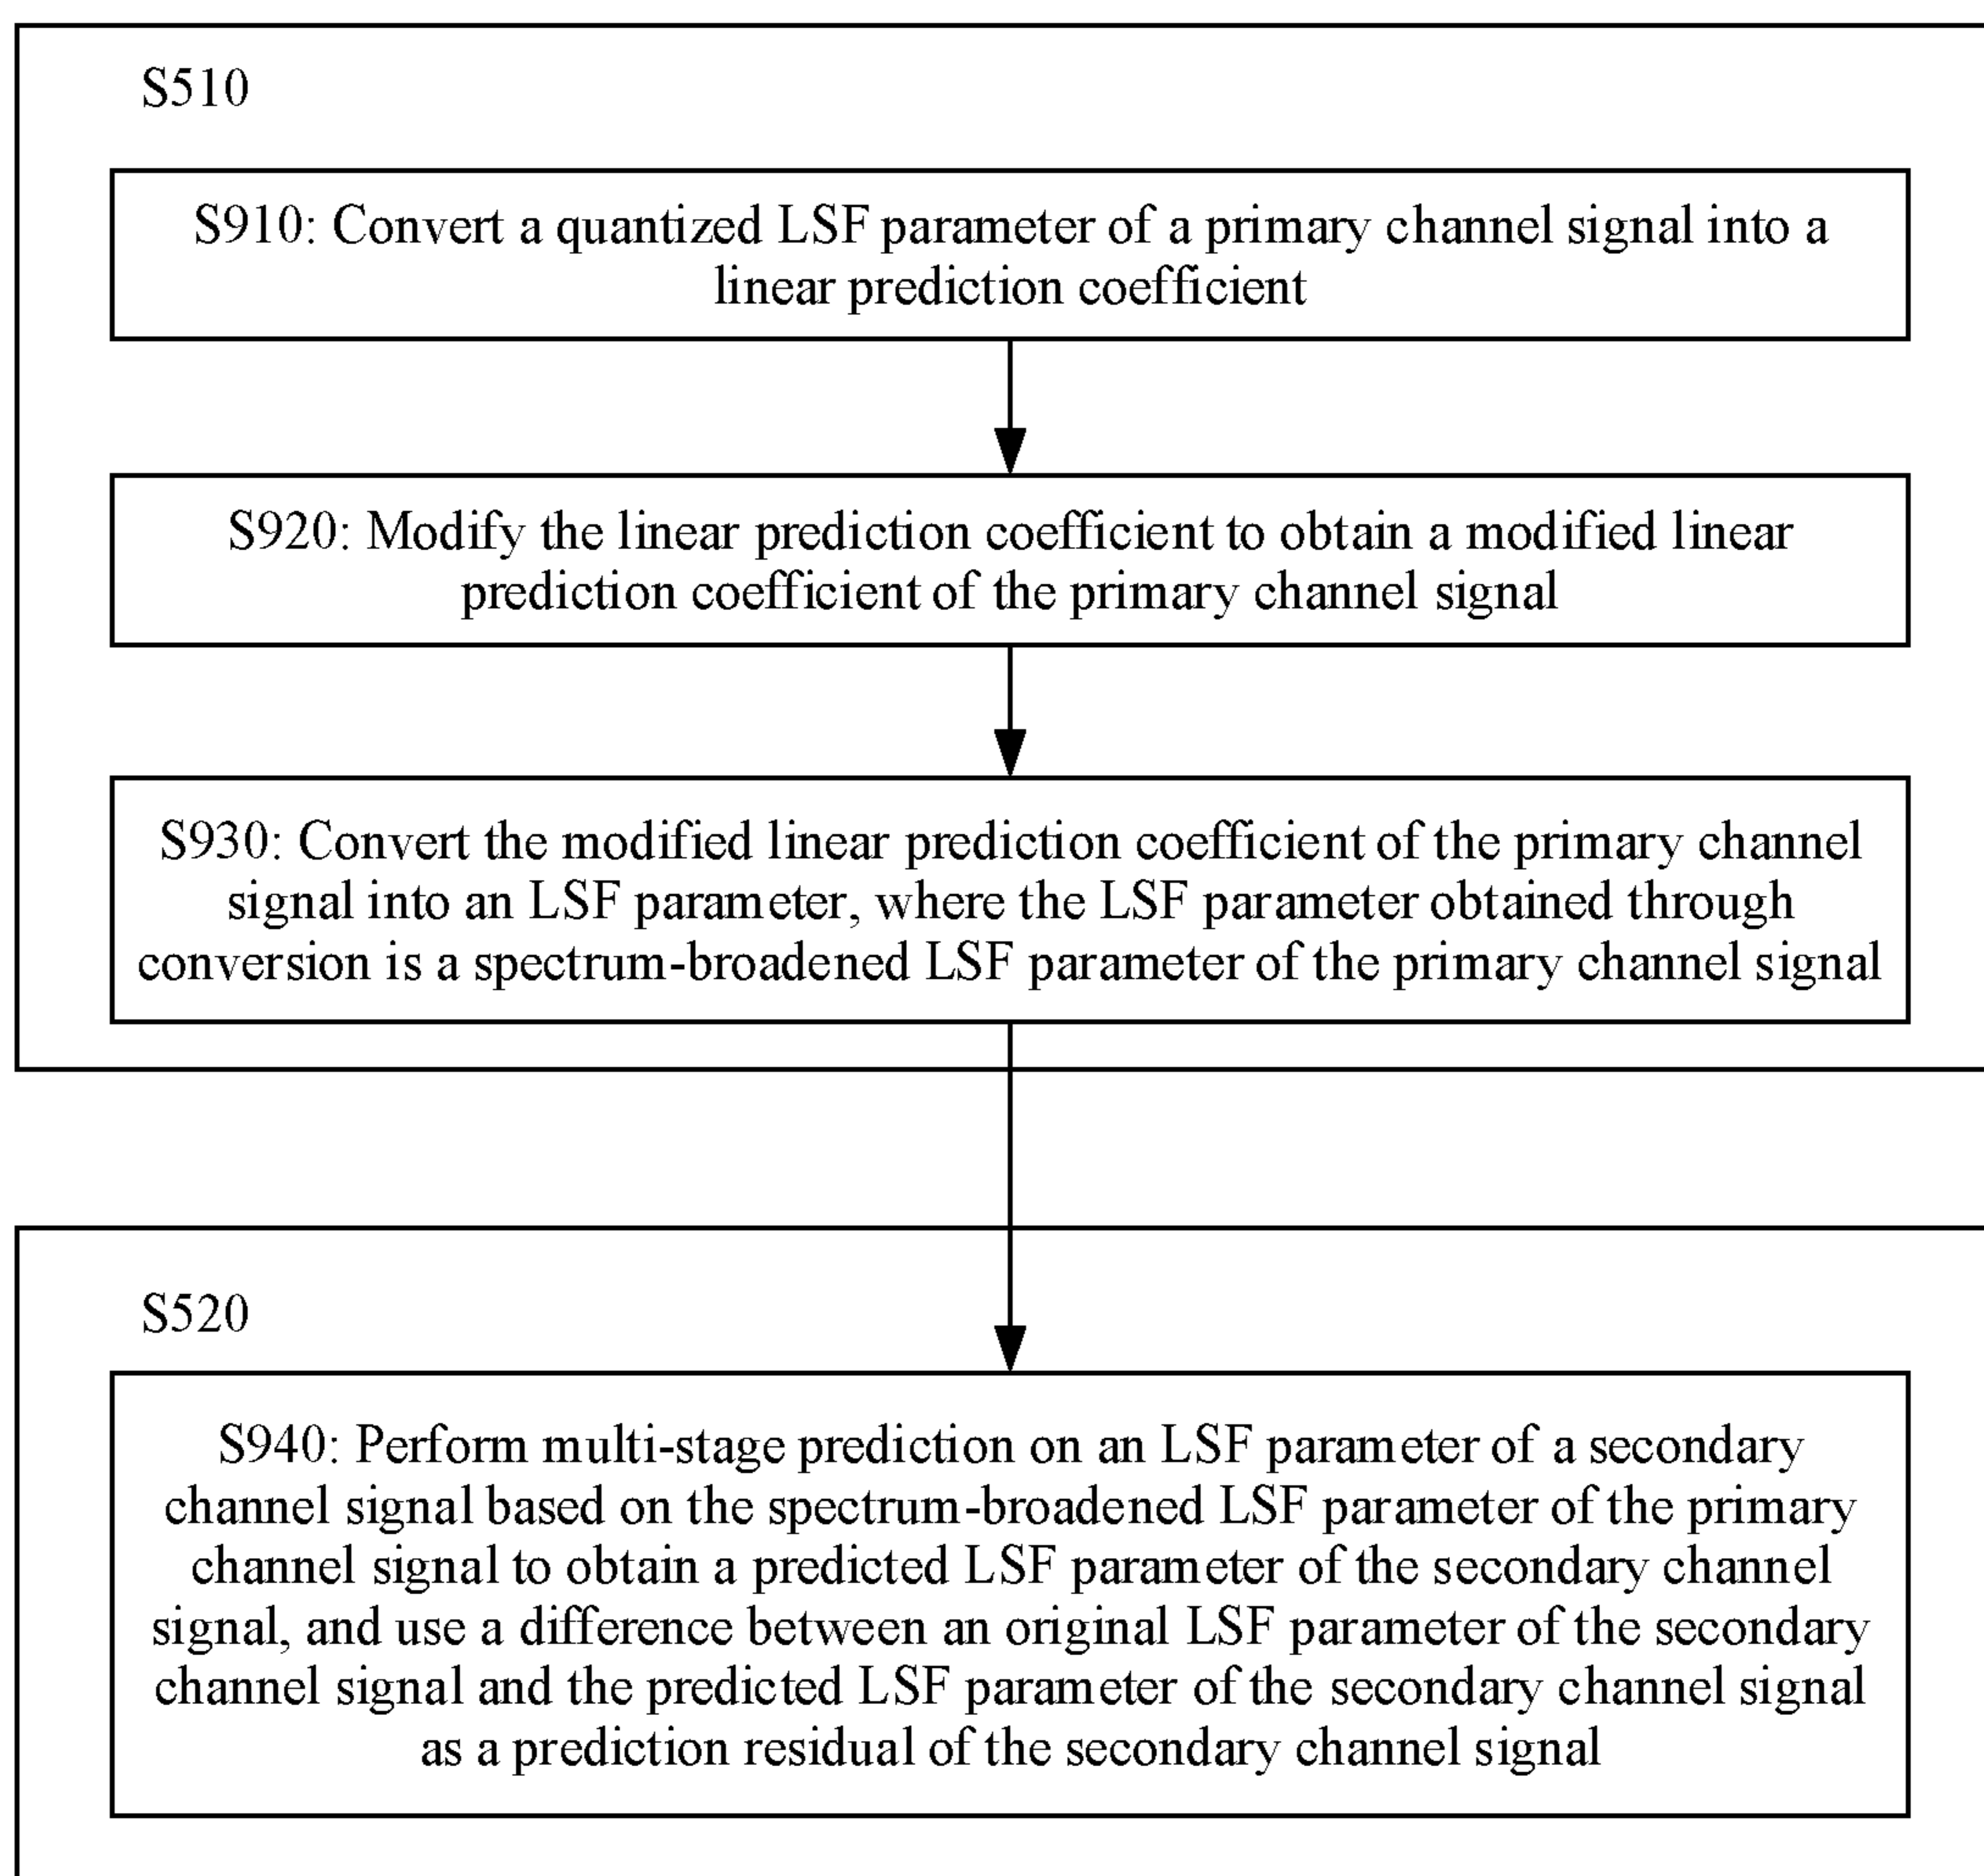 S510
S910: Convert a quantized LSF parameter of a primary channel signal into a
linear prediction coefficient
S920: Modify the linear prediction coefficient to obtain a modified linear
prediction coefficient of the primary channel signal
S930: Convert the modified linear prediction coefficient of the primary channel
signal into an LSF parameter, where the LSF parameter obtained through
conversion is a spectrum-broadened LSF parameter of the primary channel signal
S520
S940: Perform multi-stage prediction on an LSF parameter of a secondary
channel signal based on the spectrum-broadened LSF parameter of the primary
channel signal to obtain a predicted LSF parameter of the secondary channel
signal, and use a difference between an original LSF parameter of the secondary
channel signal and the predicted LSF parameter of the secondary channel signal
as a prediction residual of the secondary channel signal